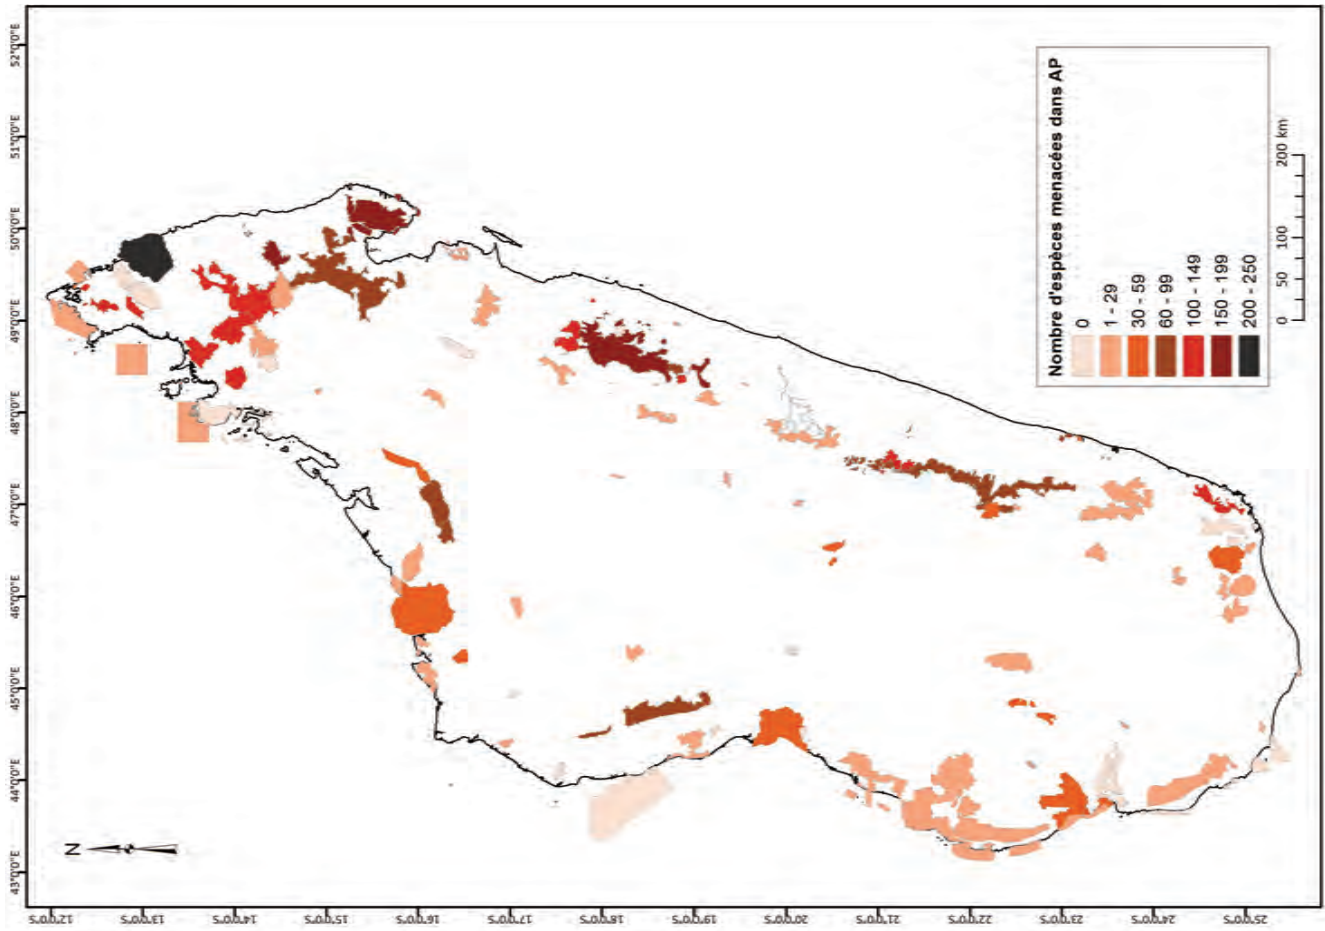 52°0'0"E
51°0'0"E
50°0'0"E
49°0'0"E
48°0'0"E
47°0'0"E
46°0'0"E
45°0'0"E
44°0'0"E
43°0'0"E
12°0'0"S
13°0'0"S
14°0'0"S
15°0'0"S
16°0'0"S
17°0'0"S
18°0'0"S
19°0'0"S
20°0'0"S
21°0'0"S
22°0'0"S
23°0'0"S
24°0'0"S
25°0'0"S
N
Nombre d'espèces menacées dans AP
0
1 - 29
30 - 59
60 - 99
100 - 149
150 - 199
200 - 250
0 50 100 200 km